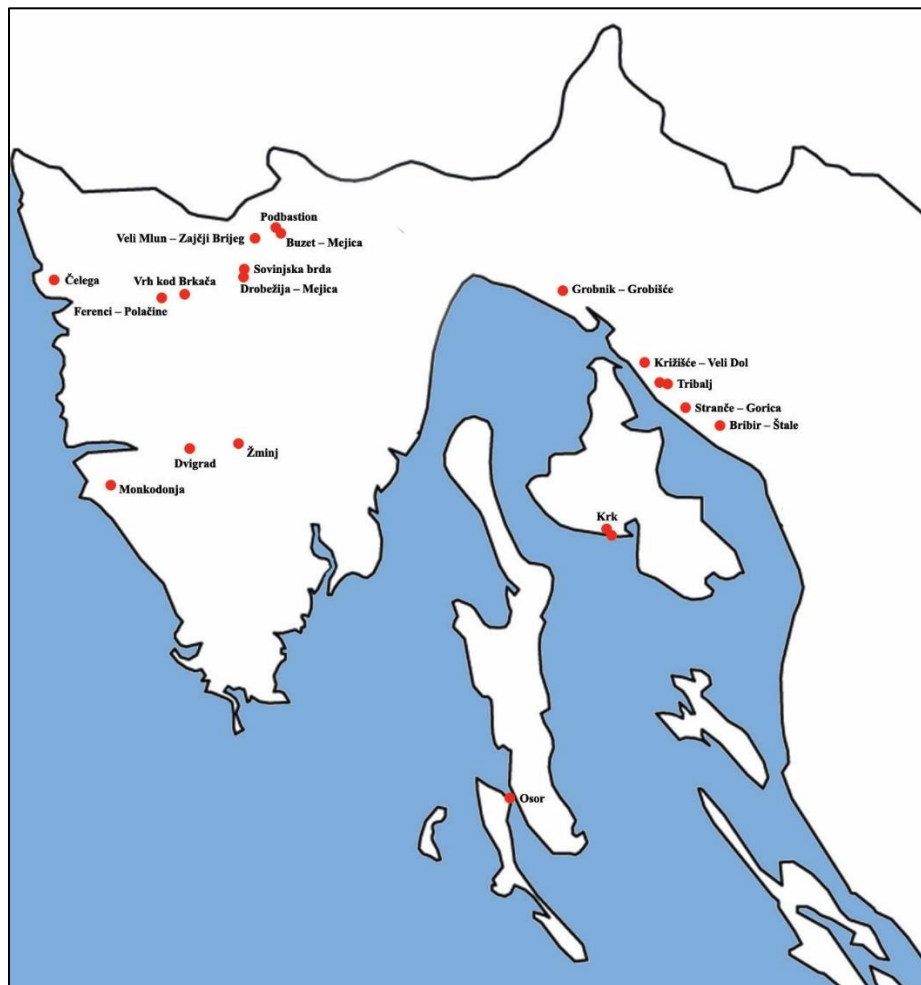 Podbastion
Veli Mlun – Zajčji Brijeg
Buzet – Mejica
Sovinjska brda
Čelega
Vrh kod Brkača
Drobežija – Mejica
Ferenci – Polačine
Grobnik – Grobišće
Križišće – Veli Dol
Tribalj
Stranče – Gorica
Bribir – Štale
Žminj
Dvigrad
Monkodonja
Krk
Osor